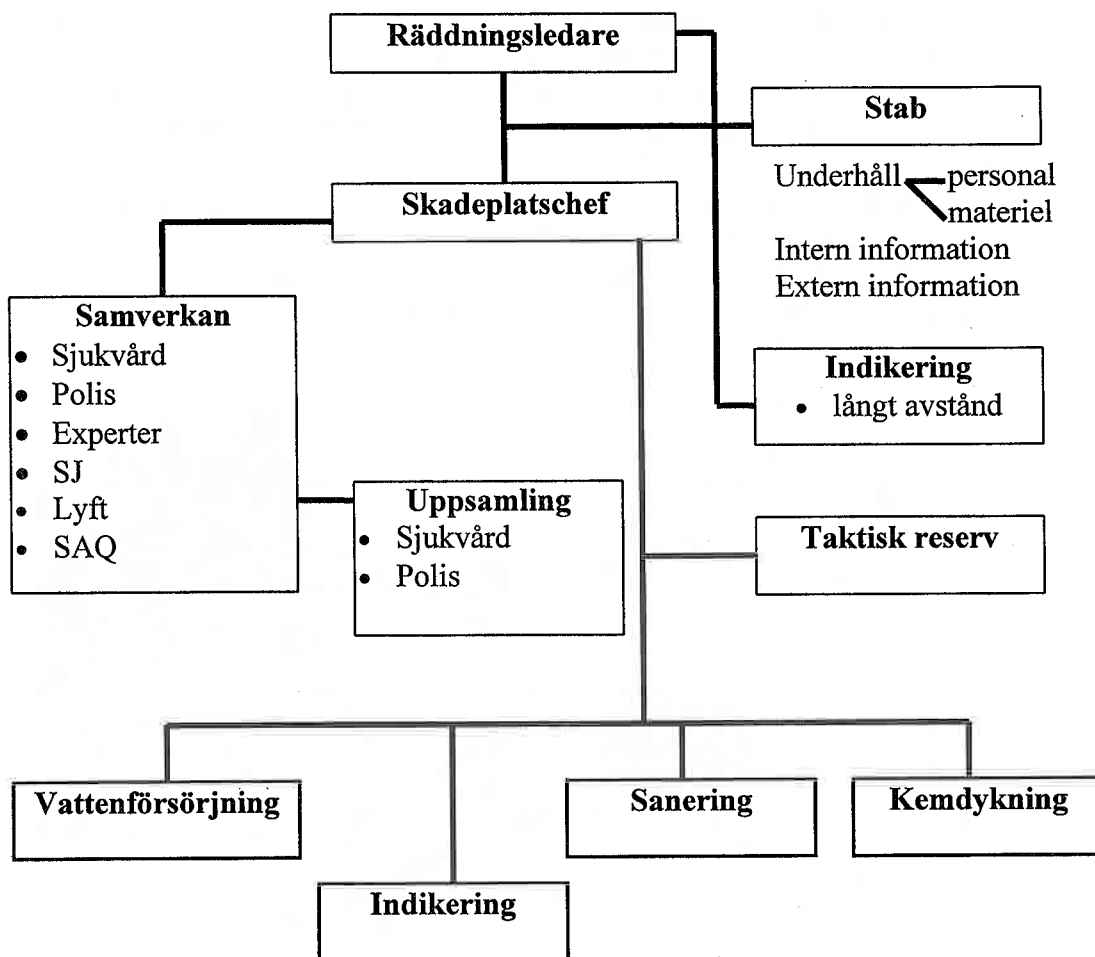 Räddningsledare
Stab
Underhåll personal
materiel
Intern information
Extern information
Skadeplatschef
Samverkan
• Sjukvård
• Polis
• Experter
• SJ
• Lyft
• SAQ
Indikering
• långt avstånd
Uppsamling
• Sjukvård
• Polis
Taktisk reserv
Vattenförsörjning
Indikering
Sanering
Kemdykning